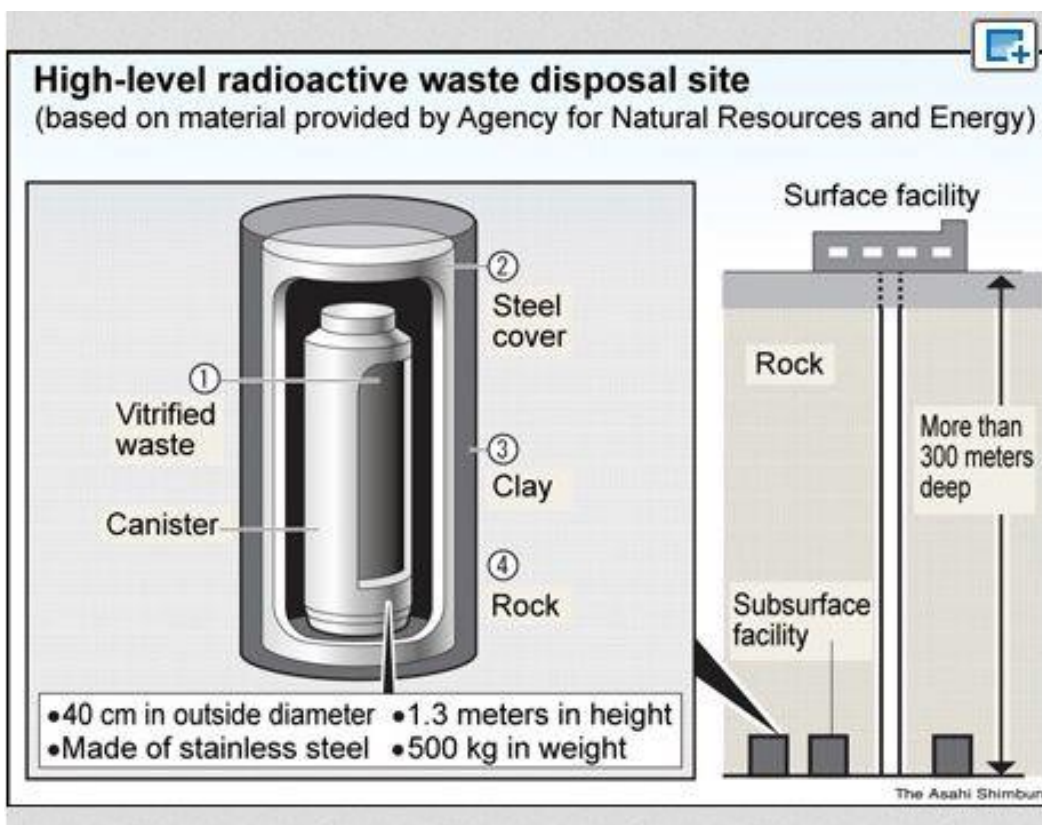 High-level radioactive waste disposal site
(based on material provided by Agency for Natural Resources and Energy)
①
Vitrified
waste
Canister
②
Steel
cover
③
Clay
④
Rock
•40 cm in outside diameter •1.3 meters in height
•Made of stainless steel •500 kg in weight
Surface facility
Rock
More than
300 meters
deep
Subsurface
facility
The Asahi Shimbun